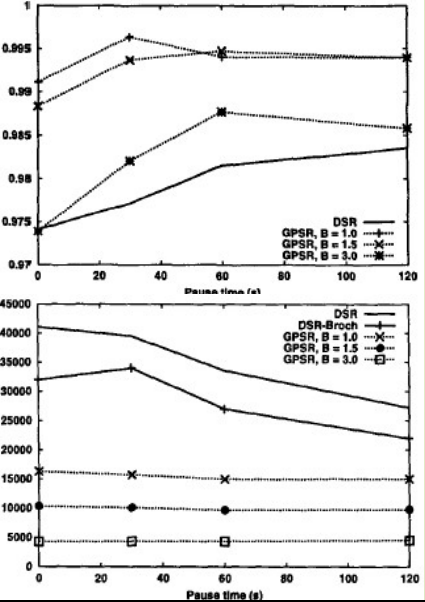 1
0.995
0.99
0.985
0.98
0.975
0.97
DSR
GPSR, B = 1.0
GPSR, B = 1.5
GPSR, B = 3.0
0 20 40 60 80 100 120
Pause time (s)
45000
40000
35000
30000
25000
20000
15000
10000
5000
0
DSR
DSR-Broch
GPSR, B = 1.0
GPSR, B = 1.5
GPSR, B = 3.0
0 20 40 60 80 100 120
Pause time (s)